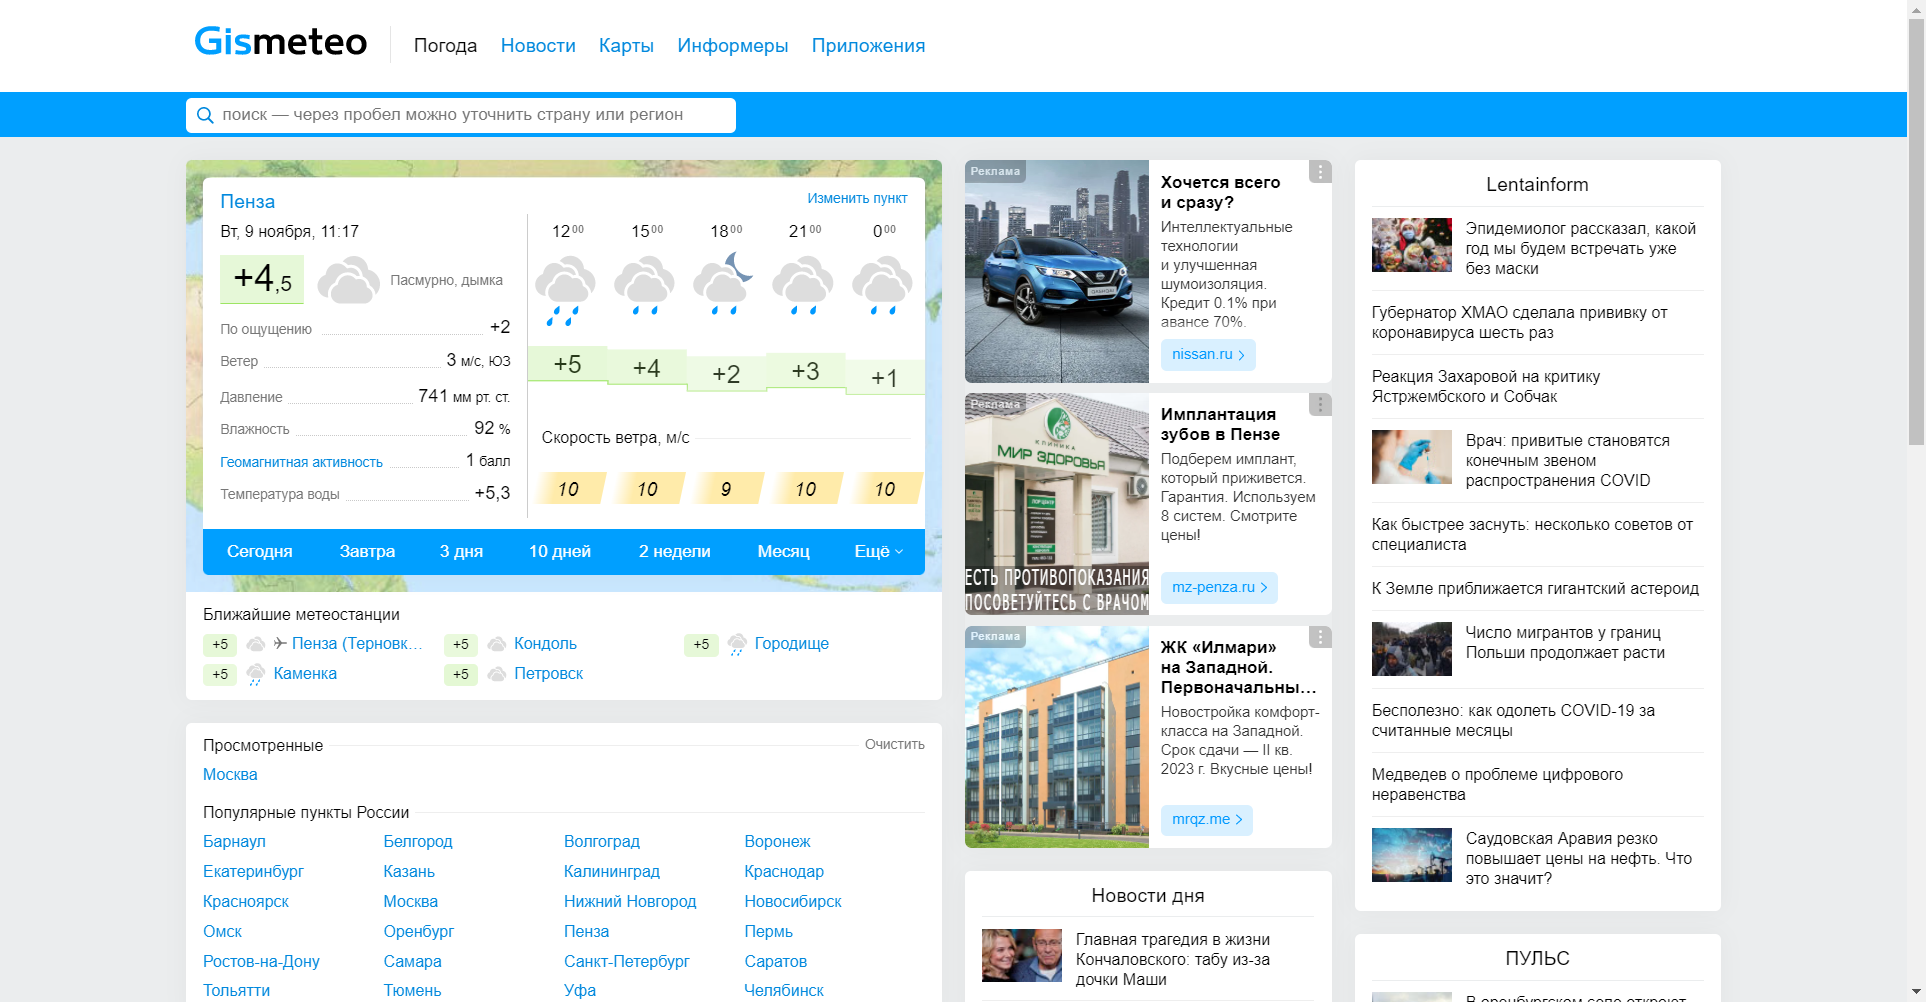 Gismeteo
Погода Новости Карты Информеры Приложения
поиск — через пробел можно уточнить страну или регион
Пенза
Изменить пункт
Вт, 9 ноября, 11:17
+4,5
Пасмурно, дымка
По ощущению +2
Ветер 3 м/с, ЮЗ
Давление 741 мм рт. ст.
Влажность 92 %
Геомагнитная активность 1 балл
Температура воды +5,3
12 00 15 00 18 00 21 00 0 00
+5 +4 +2 +3 +1
Скорость ветра, м/с
10 10 9 10 10
Сегодня Завтра 3 дня 10 дней 2 недели Месяц Ещё
Ближайшие метеостанции
+5 Пенза (Терновк... +5 Кондоль +5 Городище
+5 Каменка +5 Петровск
Просмотренные Очистить
Москва
Популярные пункты России
Барнаул Белгород Волгоград Воронеж
Екатеринбург Казань Калининград Краснодар
Красноярск Москва Нижний Новгород Новосибирск
Омск Оренбург Пенза Пермь
Ростов-на-Дону Самара Санкт-Петербург Саратов
Тольятти Тюмень Уфа Челябинск
Реклама
Хочется всего
и сразу?
Интеллектуальные
технологии
и улучшенная
шумоизоляция.
Кредит 0.1% при
авансе 70%.
nissan.ru
Реклама
КЛИНИКА
МИР ЗДОРОВЬЯ
ЕСТЬ ПРОТИВОПОКАЗАНИЯ
ПОСОВЕТУЙТЕСЬ С ВРАЧОМ
Имплантация
зубов в Пензе
Подберем имплант,
который приживется.
Гарантия. Используем
8 систем. Смотрите
цены!
mz-penza.ru
Реклама
ЖК «Илмари»
на Западной.
Первоначальны...
Новостройка комфорт-
класса на Западной.
Срок сдачи — II кв.
2023 г. Вкусные цены!
mrqz.me
Новости дня
Главная трагедия в жизни
Кончаловского: табу из-за
дочки Маши
Lentainform
Эпидемиолог рассказал, какой
год мы будем встречать уже
без маски
Губернатор ХМАО сделала прививку от
коронавируса шесть раз
Реакция Захаровой на критику
Ястржембского и Собчак
Врач: привитые становятся
конечным звеном
распространения COVID
Как быстрее заснуть: несколько советов от
специалиста
К Земле приближается гигантский астероид
Число мигрантов у границ
Польши продолжает расти
Бесполезно: как одолеть COVID-19 за
считанные месяцы
Медведев о проблеме цифрового
неравенства
Саудовская Аравия резко
повышает цены на нефть. Что
это значит?
ПУЛЬС
В оренбургском селе откроют